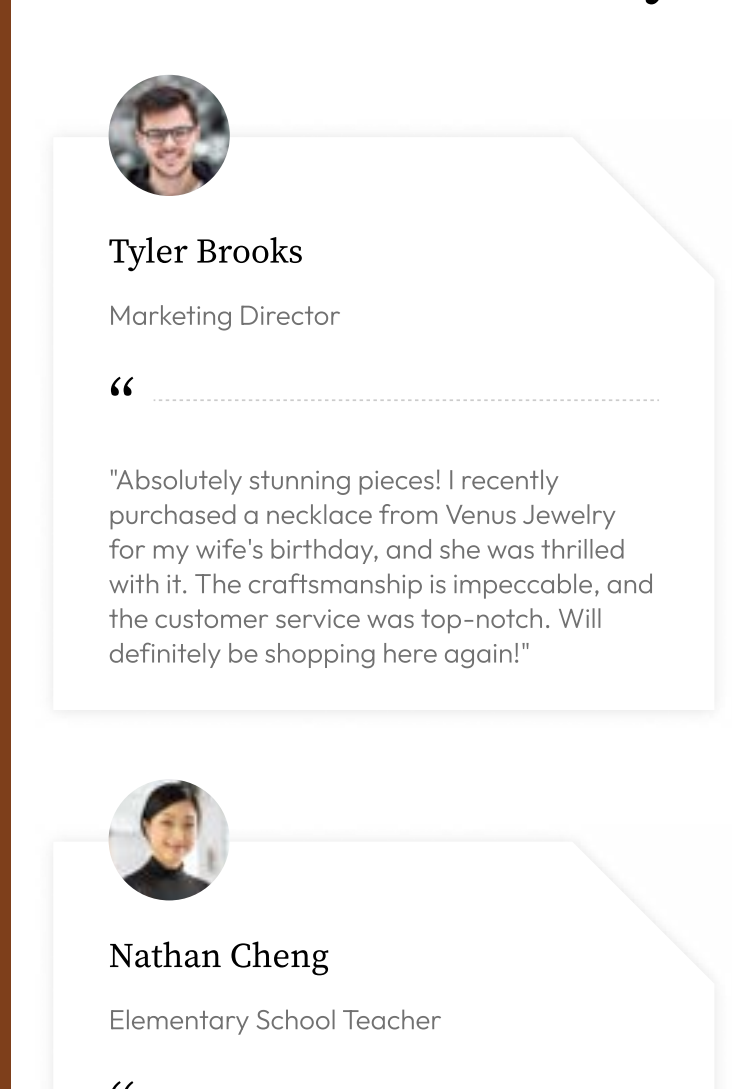 Tyler Brooks
Marketing Director
“
"Absolutely stunning pieces! I recently
purchased a necklace from Venus Jewelry
for my wife's birthday, and she was thrilled
with it. The craftsmanship is impeccable, and
the customer service was top-notch. Will
definitely be shopping here again!"
Nathan Cheng
Elementary School Teacher
“